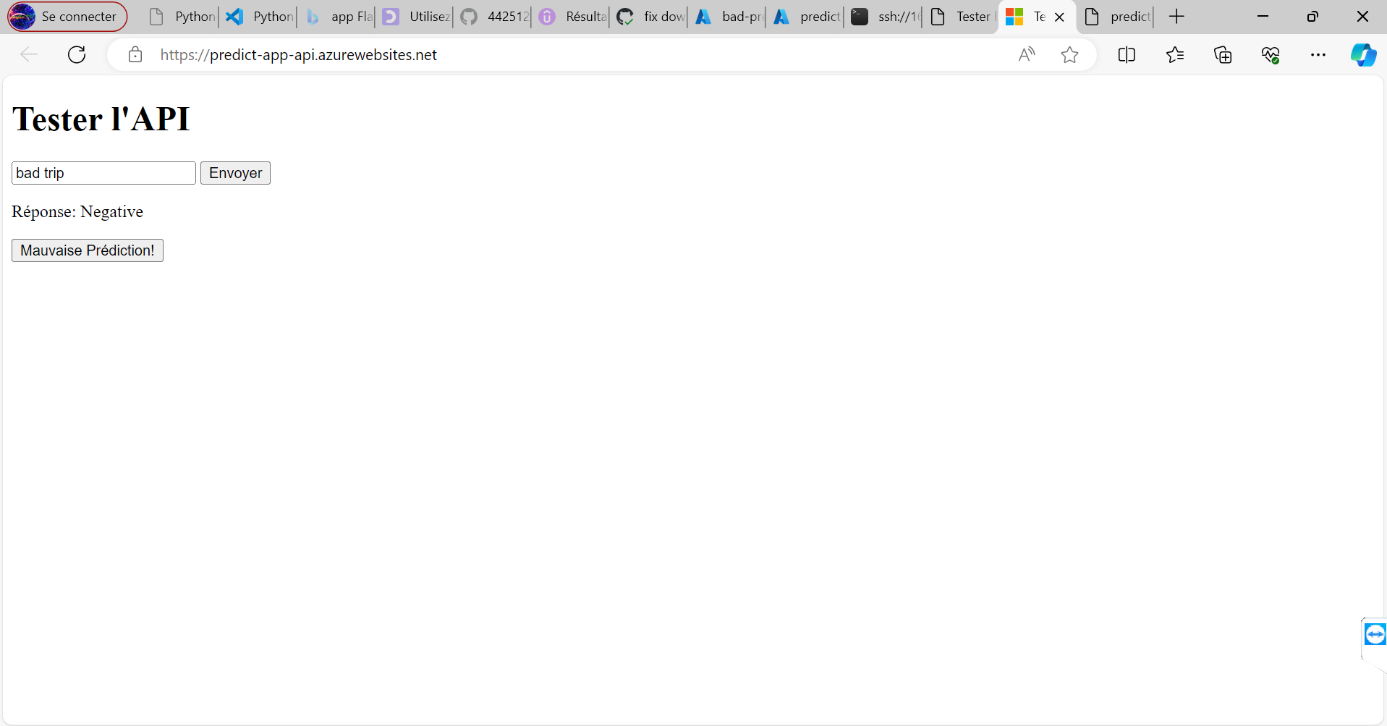 Se connecter Python Python app Fla Utilisez 442512 Résulta fix dow bad-pr predict ssh://1 Tester Te predict
https://predict-app-api.azurewebsites.net
Tester l'API
bad trip Envoyer
Réponse: Negative
Mauvaise Prédiction!